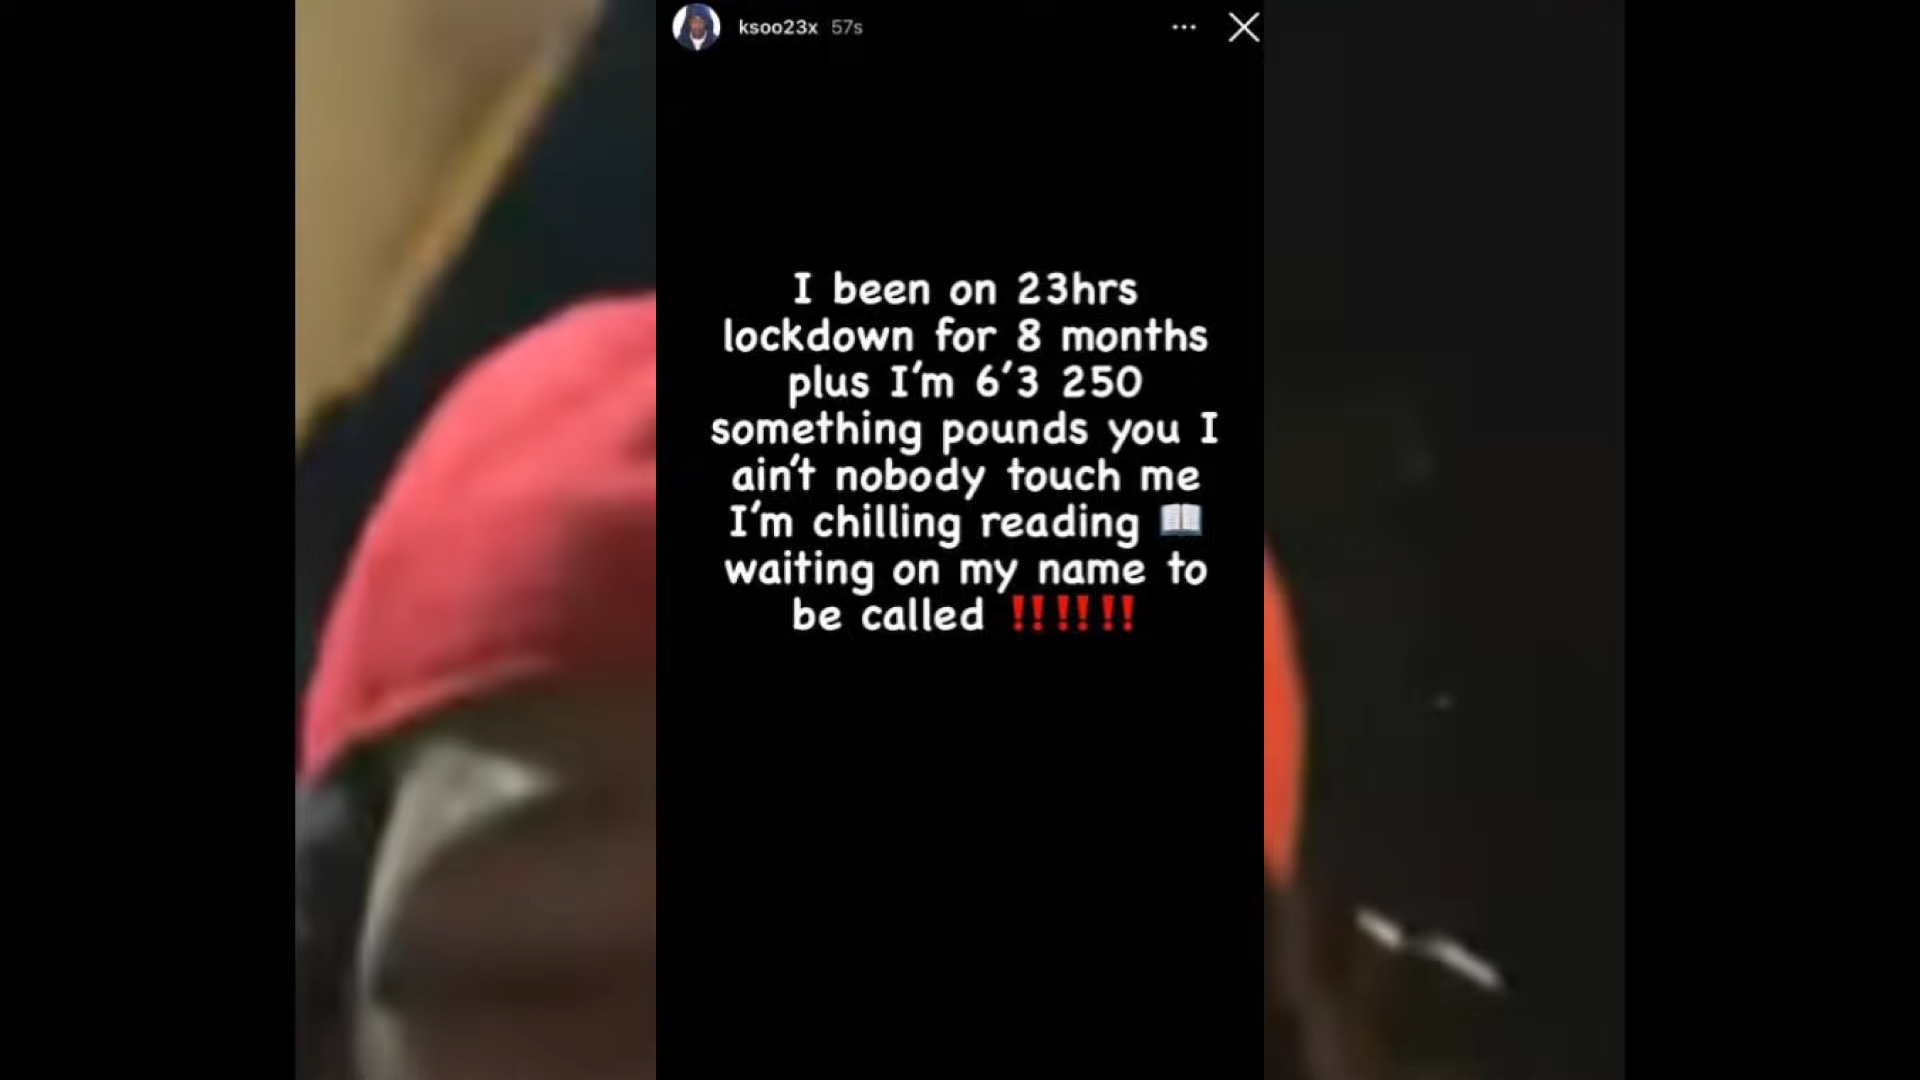 ksoo23x 57s
I been on 23hrs
lockdown for 8 months
plus I'm 6'3 250
something pounds you I
ain't nobody touch me
I'm chilling reading 📖
waiting on my name to
be called ‼️‼️‼️